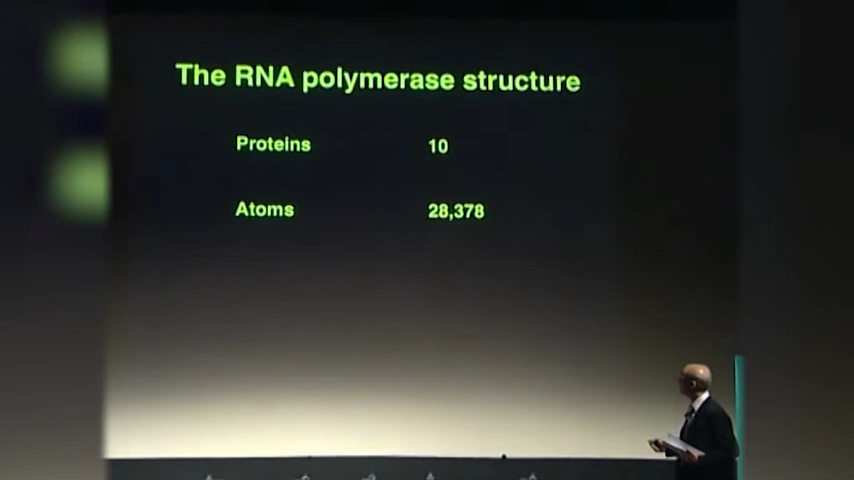 The RNA polymerase structure
Proteins 10
Atoms 28,378